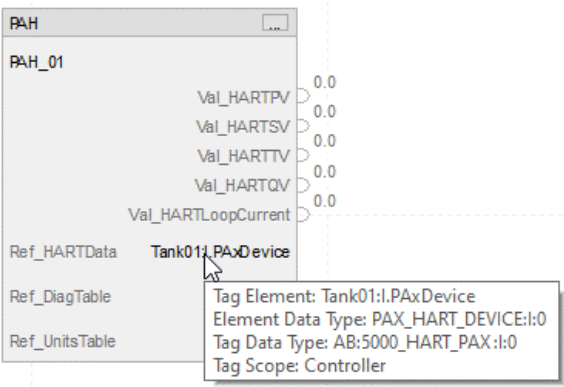 PAH ...
PAH_01
Val_HARTPV 0.0
Val_HARTSV 0.0
Val_HARTTV 0.0
Val_HARTQV 0.0
Val_HARTLoopCurrent 0.0
Ref_HARTData Tank01:I.PAxDevice
Ref_DiagTable
Ref_UnitsTable
Tag Element: Tank01:I.PAxDevice
Element Data Type: PAX_HART_DEVICE:I:0
Tag Data Type: AB:5000_HART_PAX:I:0
Tag Scope: Controller